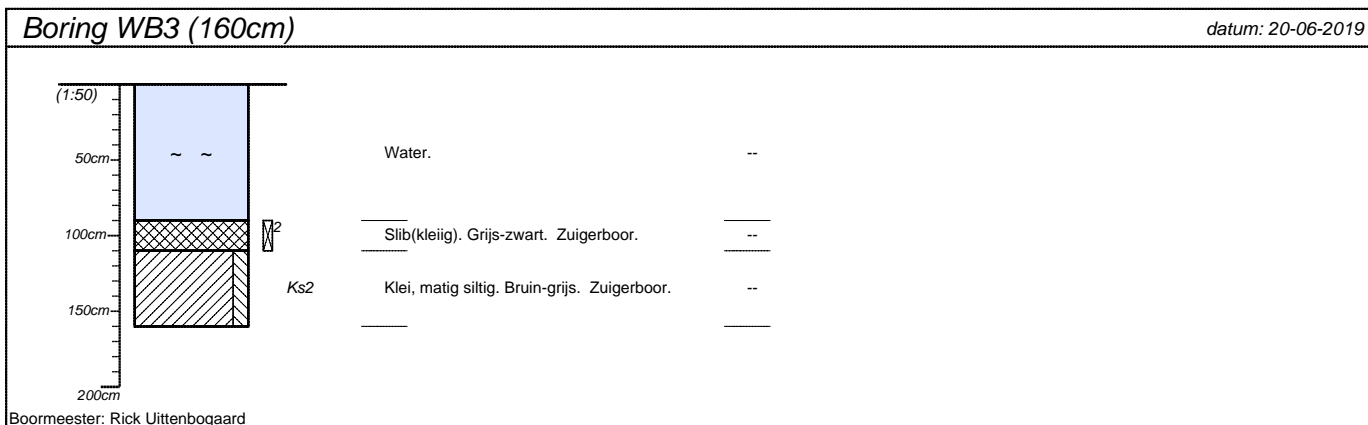 Boring WB3 (160cm)
datum: 20-06-2019
(1:50)
50cm
~ ~
Water.
--
100cm
2
Slib(kleiig). Grijs-zwart. Zuigerboor.
--
Ks2
Klei, matig siltig. Bruin-grijs. Zuigerboor.
--
150cm
200cm
Boormeester: Rick Uittenbogaard